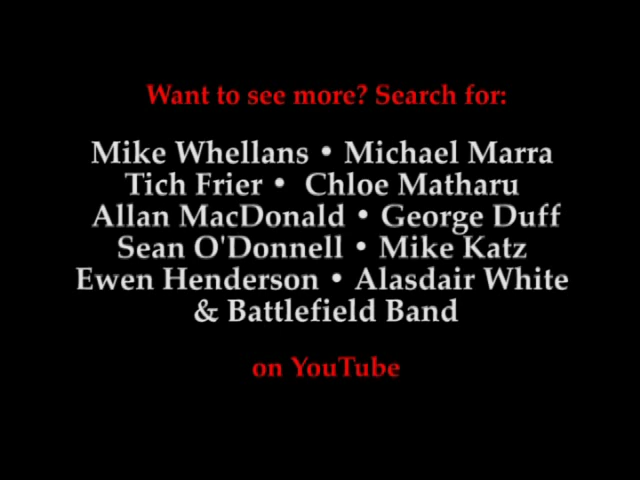 Want to see more? Search for:
Mike Whellans • Michael Marra
Tich Frier • Chloe Matharu
Allan MacDonald • George Duff
Sean O'Donnell • Mike Katz
Ewen Henderson • Alasdair White
& Battlefield Band
on YouTube